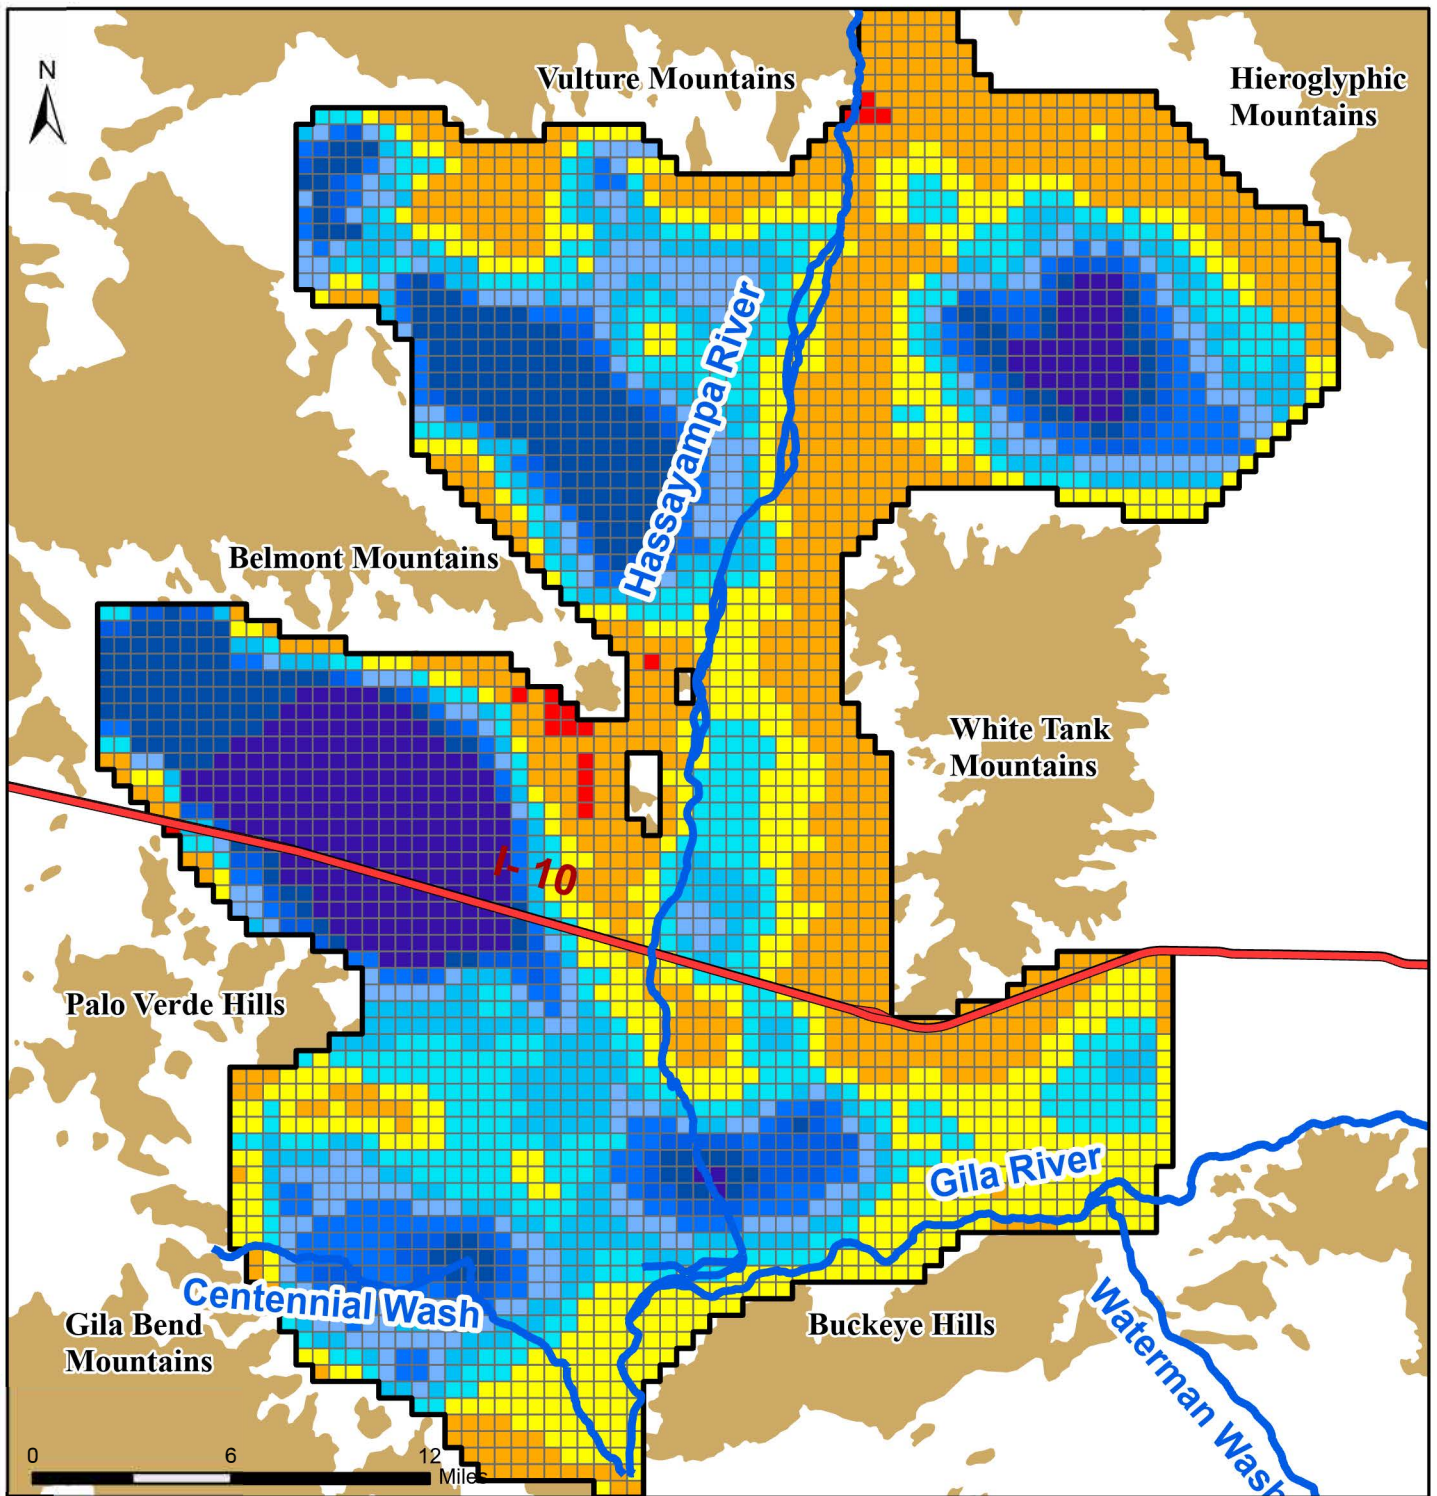 N
Vulture Mountains
Hieroglyphic
Mountains
Hassayampa River
Belmont Mountains
White Tank
Mountains
I- 10
Palo Verde Hills
Gila River
Centennial Wash
Gila Bend
Mountains
Buckeye Hills
Waterman Wash
0 6 12
Miles